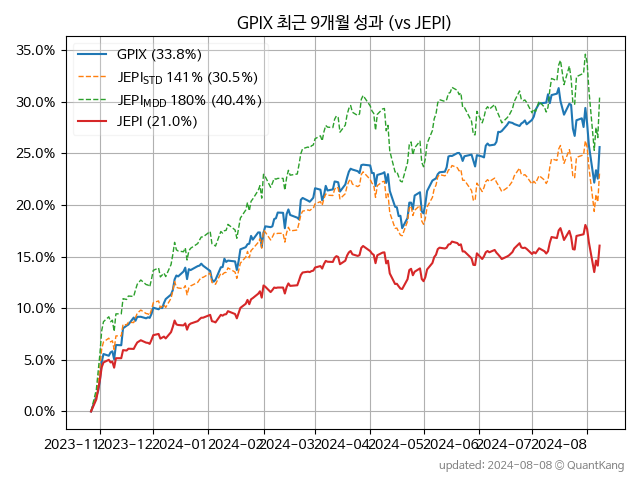 GPIX 최근 9개월 성과 (vs JEPI)
35.0%
30.0%
25.0%
20.0%
15.0%
10.0%
5.0%
0.0%
GPIX (33.8%)
JEPISTD 141% (30.5%)
JEPIMDD 180% (40.4%)
JEPI (21.0%)
2023-11 2023-12 2024-01 2024-02 2024-03 2024-04 2024-05 2024-06 2024-07 2024-08
updated: 2024-08-08 © QuantKang